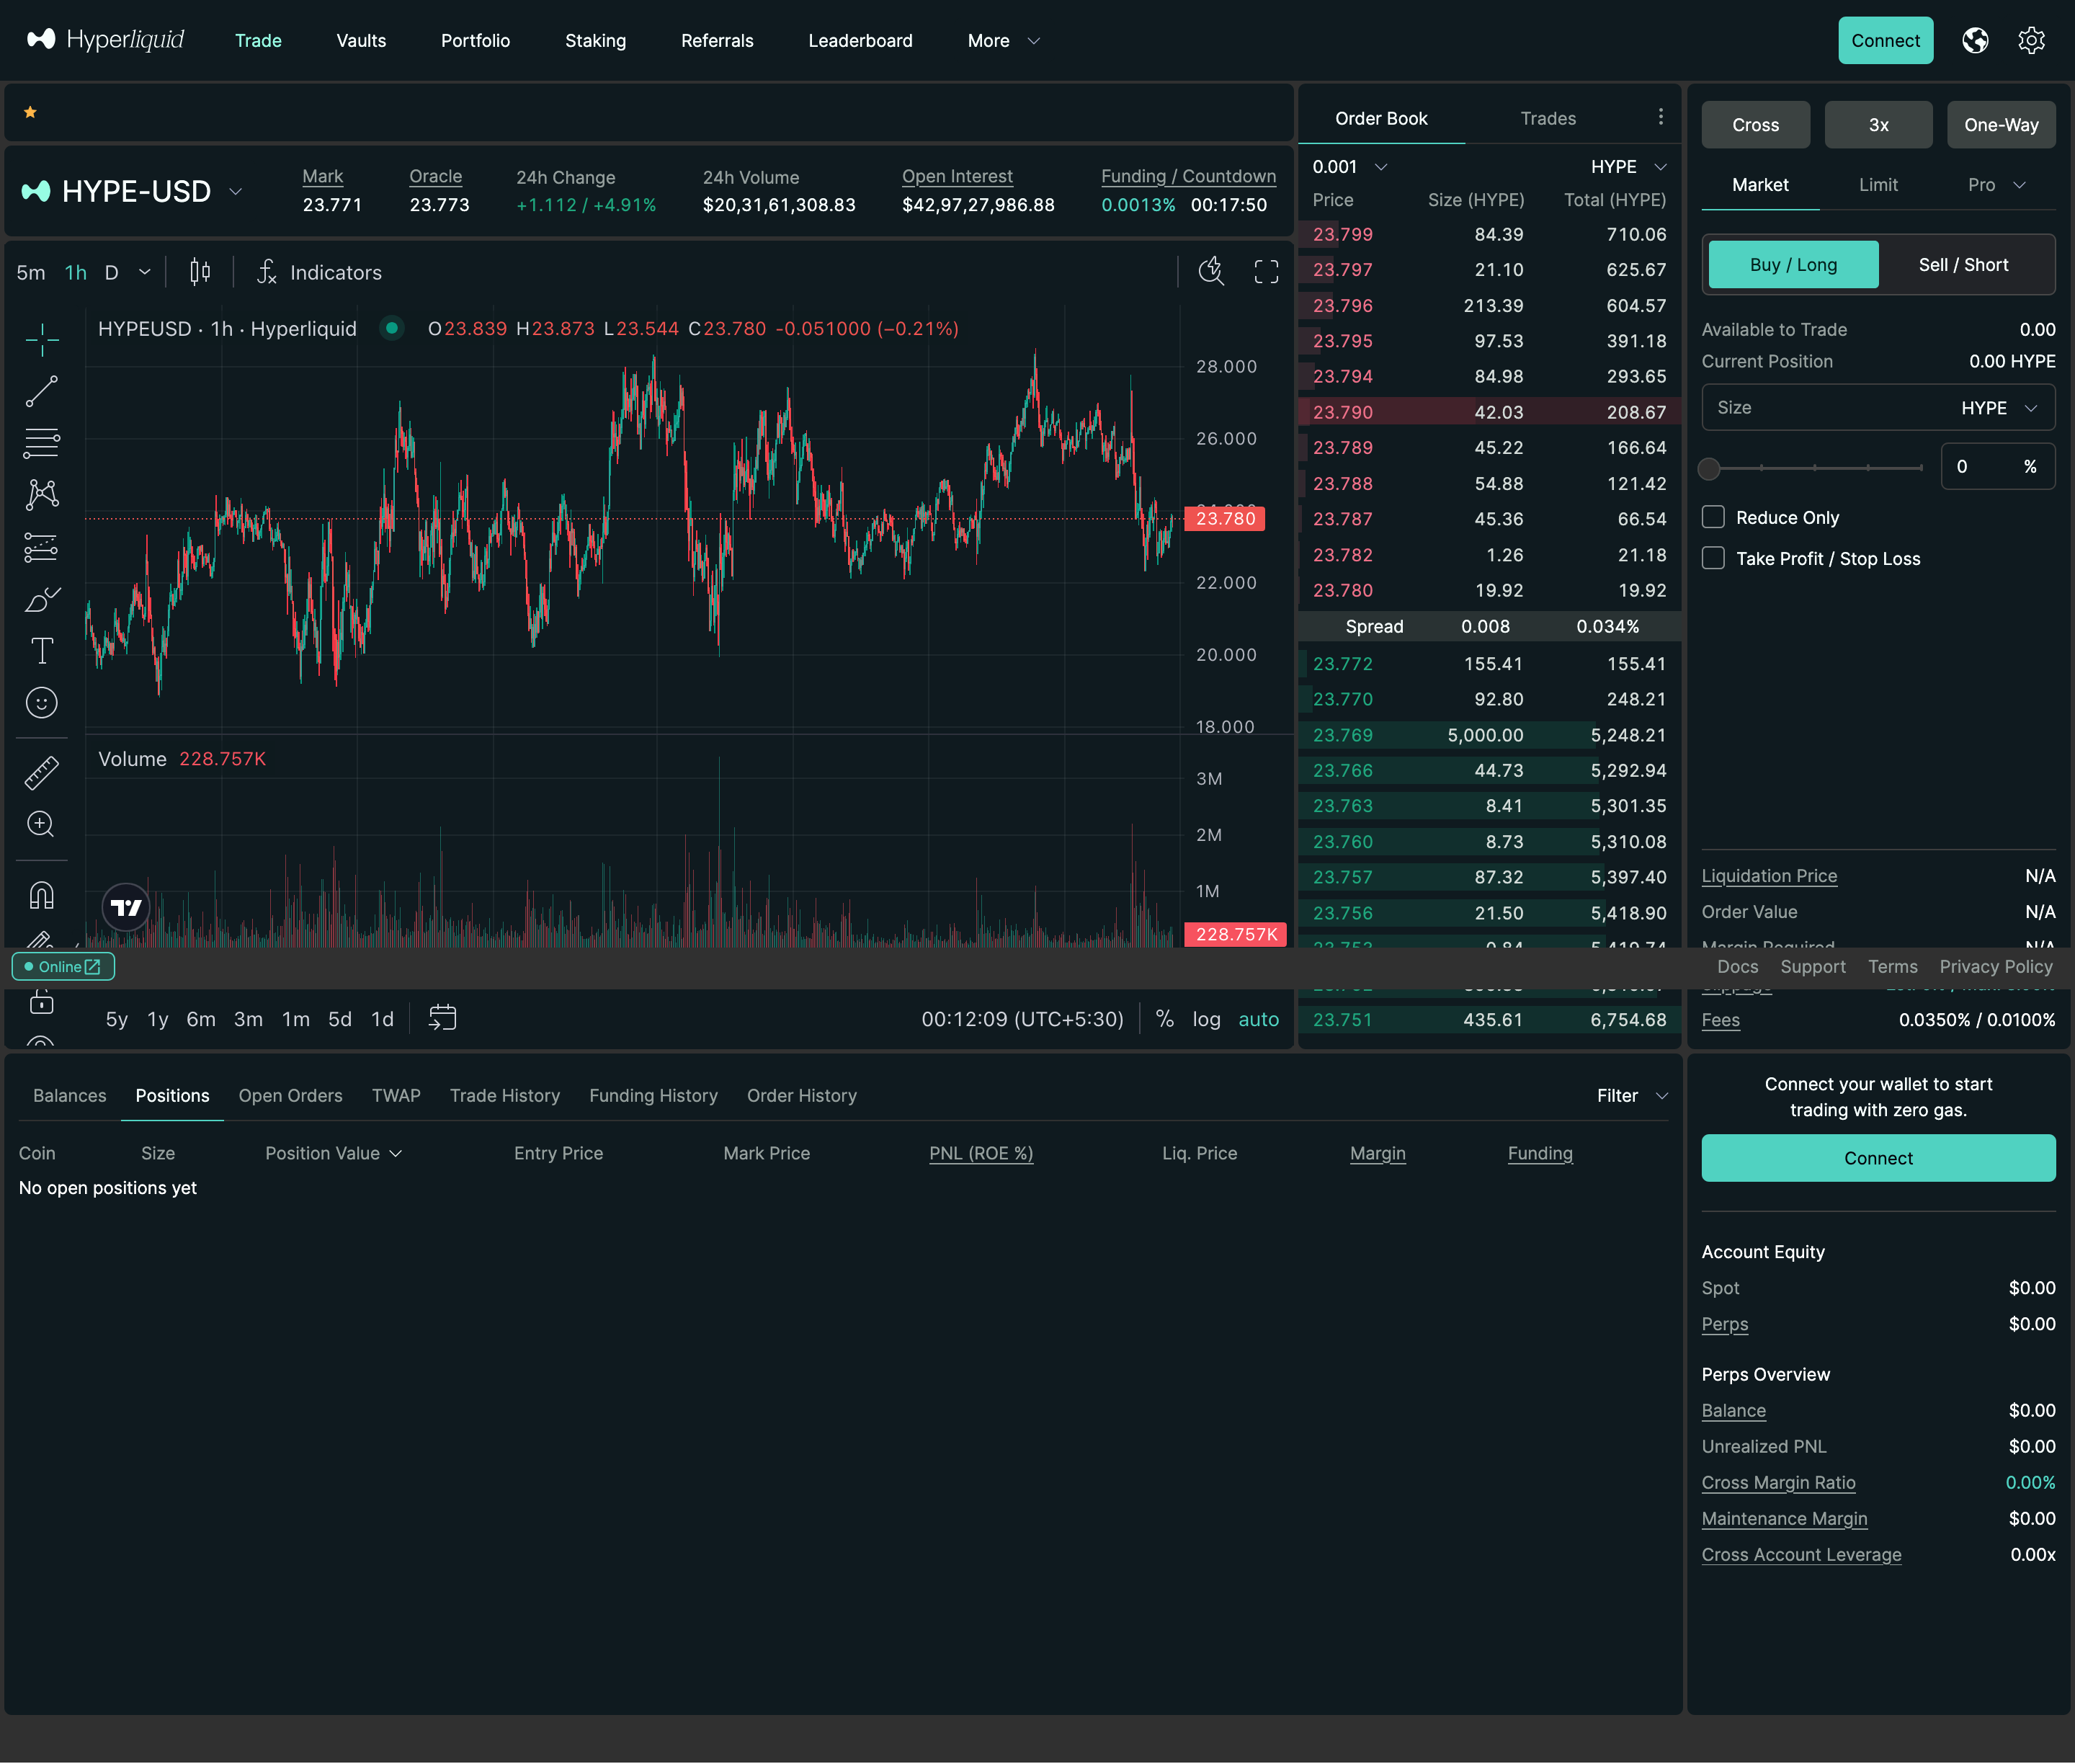 Hyperliquid Trade Vaults Portfolio Staking Referrals Leaderboard More Connect
HYPE-USD
Mark Oracle 24h Change 24h Volume Open Interest Funding / Countdown
23.771 23.773 +1.112 / +4.91% $20,31,61,308.83 $42,97,27,986.88 0.0013% 00:17:50
5m 1h D Indicators
HYPEUSD · 1h · Hyperliquid O23.839 H23.873 L23.544 C23.780 -0.051000 (−0.21%)
28.000
26.000
23.780
22.000
20.000
18.000
Volume 228.757K
3M
2M
1M
228.757K
5y 1y 6m 3m 1m 5d 1d 00:12:09 (UTC+5:30) % log auto
Order Book Trades
0.001 HYPE
Price Size (HYPE) Total (HYPE)
23.799 84.39 710.06
23.797 21.10 625.67
23.796 213.39 604.57
23.795 97.53 391.18
23.794 84.98 293.65
23.790 42.03 208.67
23.789 45.22 166.64
23.788 54.88 121.42
23.787 45.36 66.54
23.782 1.26 21.18
23.780 19.92 19.92
Spread 0.008 0.034%
23.772 155.41 155.41
23.770 92.80 248.21
23.769 5,000.00 5,248.21
23.766 44.73 5,292.94
23.763 8.41 5,301.35
23.760 8.73 5,310.08
23.757 87.32 5,397.40
23.756 21.50 5,418.90
23.751 435.61 6,754.68
Cross 3x One-Way
Market Limit Pro
Buy / Long Sell / Short
Available to Trade 0.00
Current Position 0.00 HYPE
Size HYPE
0 %
Reduce Only
Take Profit / Stop Loss
Liquidation Price N/A
Order Value N/A
Margin Required N/A
Fees 0.0350% / 0.0100%
Online Docs Support Terms Privacy Policy
Balances Positions Open Orders TWAP Trade History Funding History Order History Filter
Coin Size Position Value Entry Price Mark Price PNL (ROE %) Liq. Price Margin Funding
No open positions yet
Connect your wallet to start
trading with zero gas.
Connect
Account Equity
Spot $0.00
Perps $0.00
Perps Overview
Balance $0.00
Unrealized PNL $0.00
Cross Margin Ratio 0.00%
Maintenance Margin $0.00
Cross Account Leverage 0.00x